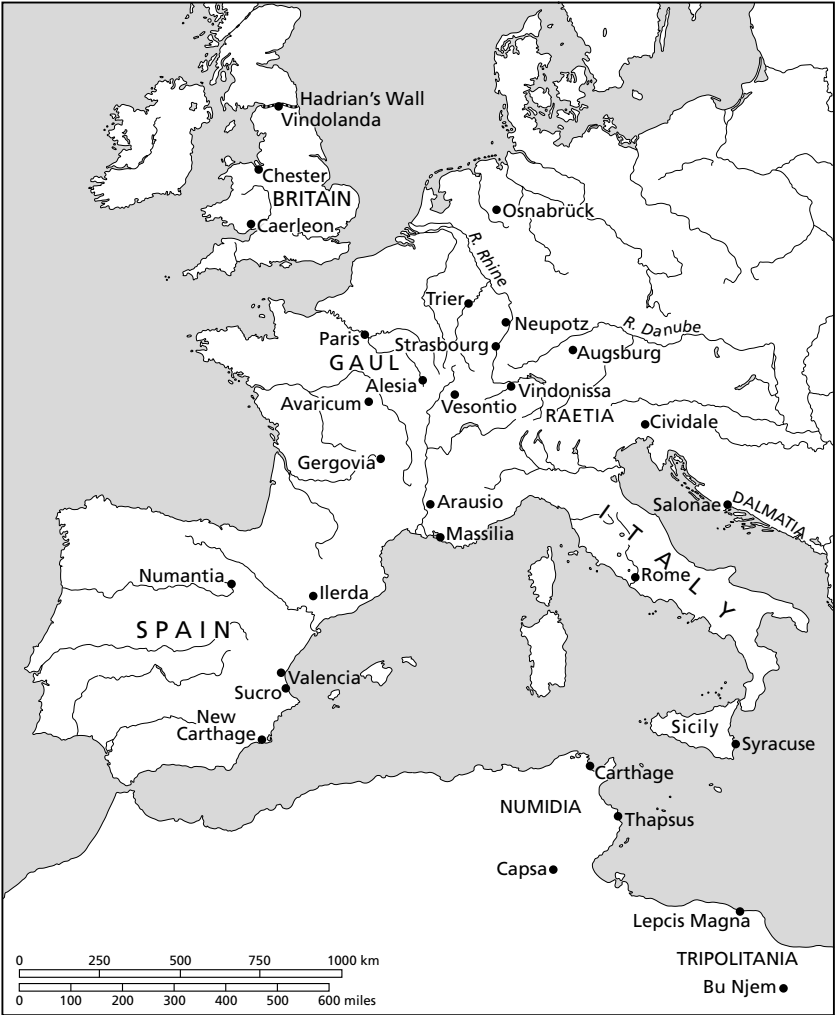 Hadrian's Wall
Vindolanda
Chester
BRITAIN
Caerleon
Osnabrück
R. Rhine
Trier
Neupotz
R. Danube
Paris
Strasbourg
Augsburg
GAUL
Alesia
Vindonissa
Avaricum
Vesontio
RAETIA
Cividale
Gergovia
Arausio
Salonae
DALMATIA
Massilia
ITALY
Numantia
Ilerda
Rome
SPAIN
Valencia
Sucro
New
Carthage
Sicily
Syracuse
Carthage
NUMIDIA
Thapsus
Capsa
Lepcis Magna
TRIPOLITANIA
Bu Njem
0 250 500 750 1000 km
0 100 200 300 400 500 600 miles